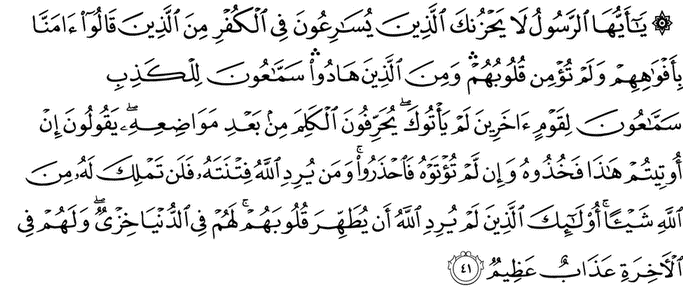 ۞ يَـٰٓأَيُّهَا ٱلرَّسُولُ لَا يَحْزُنكَ ٱلَّذِينَ يُسَـٰرِعُونَ فِى ٱلْكُفْرِ مِنَ ٱلَّذِينَ قَالُوٓا۟ ءَامَنَّا
بِأَفْوَٰهِهِمْ وَلَمْ تُؤْمِن قُلُوبُهُمْ ۛ وَمِنَ ٱلَّذِينَ هَادُوا۟ ۛ سَمَّـٰعُونَ لِلْكَذِبِ
سَمَّـٰعُونَ لِقَوْمٍ ءَاخَرِينَ لَمْ يَأْتُوكَ ۖ يُحَرِّفُونَ ٱلْكَلِمَ مِنۢ بَعْدِ مَوَاضِعِهِۦ ۖ يَقُولُونَ إِنْ
أُوتِيتُمْ هَـٰذَا فَخُذُوهُ وَإِن لَّمْ تُؤْتَوْهُ فَٱحْذَرُوا۟ ۚ وَمَن يُرِدِ ٱللَّهُ فِتْنَتَهُۥ فَلَن تَمْلِكَ لَهُۥ مِنَ
ٱللَّهِ شَيْـًٔا ۚ أُو۟لَـٰٓئِكَ ٱلَّذِينَ لَمْ يُرِدِ ٱللَّهُ أَن يُطَهِّرَ قُلُوبَهُمْ ۚ لَهُمْ فِى ٱلدُّنْيَا خِزْىٌ ۖ وَلَهُمْ فِى
ٱلْـَٔاخِرَةِ عَذَابٌ عَظِيمٌ ٤١